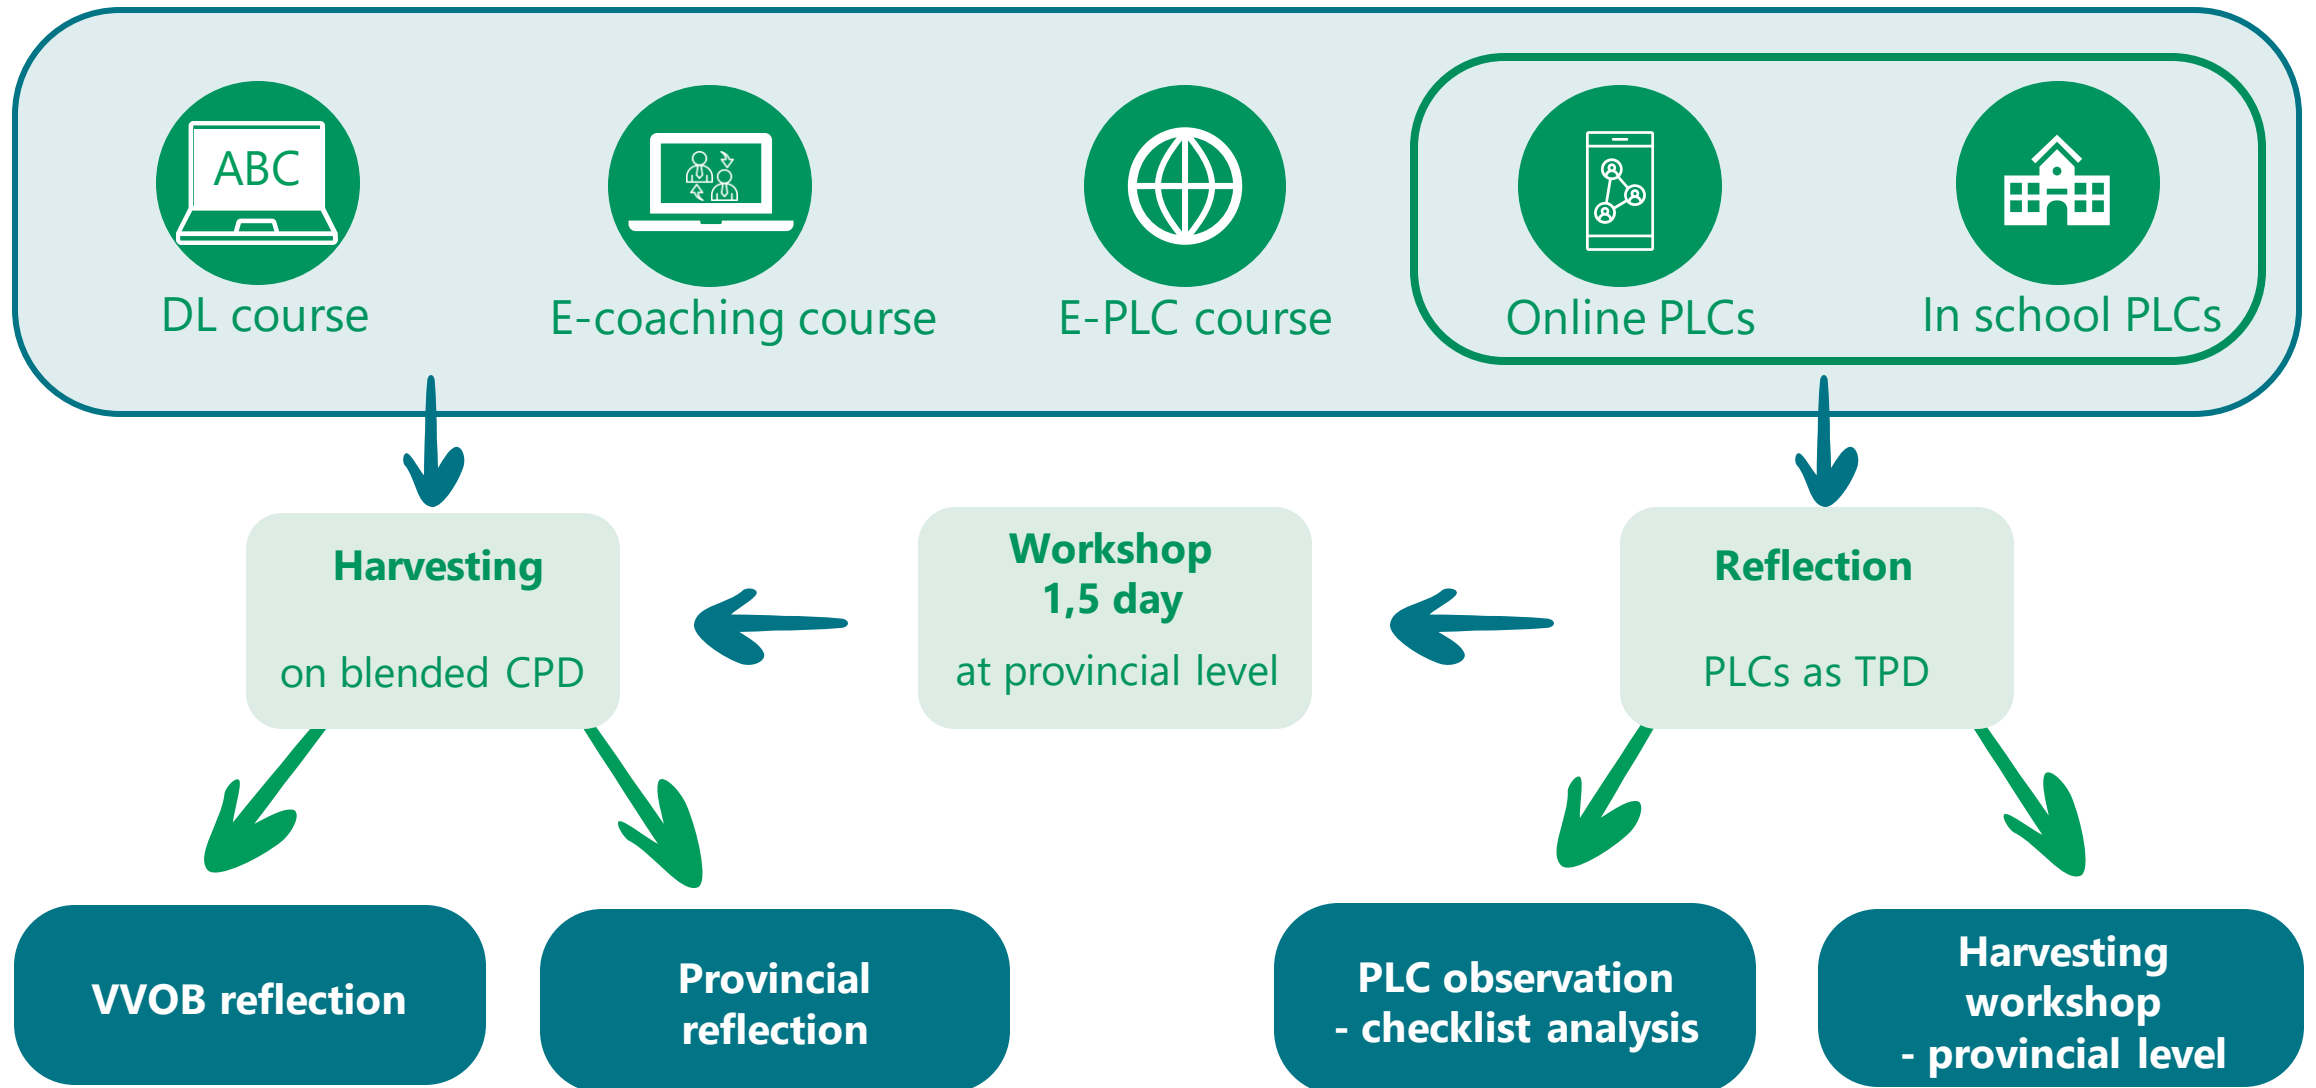 ABC
DL course
E-coaching course
E-PLC course
Online PLCs
In school PLCs
Harvesting
on blended CPD
Workshop
1,5 day
at provincial level
Reflection
PLCs as TPD
VVOB reflection
Provincial
reflection
PLC observation
- checklist analysis
Harvesting
workshop
- provincial level